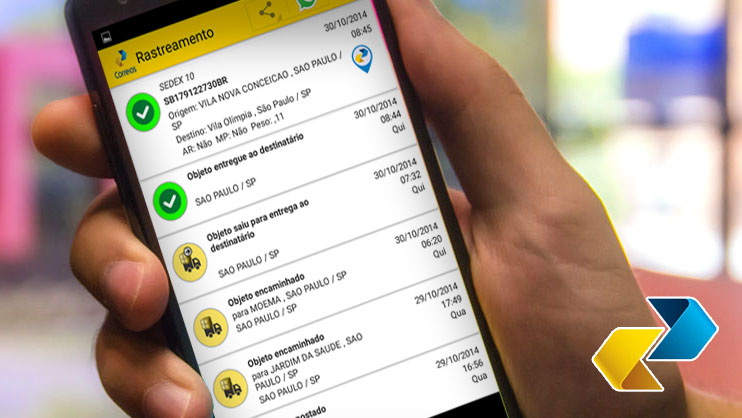 Correios
Rastreamento
SEDEX 10
30/10/2014
SB179122730BR
08:45
Origem: VILA NOVA CONCEICAO , SAO PAULO /
SP
Destino: Vila Olimpia , São Paulo / SP
AR: Não MP: Não Peso: ,11
Objeto entregue ao destinatário
30/10/2014
08:44
Qui
SAO PAULO / SP
Objeto saiu para entrega ao
destinatário
30/10/2014
07:32
Qui
SAO PAULO / SP
Objeto encaminhado
30/10/2014
para MOEMA , SAO PAULO / SP
06:20
SAO PAULO / SP
Qui
Objeto encaminhado
29/10/2014
para JARDIM DA SAUDE , SAO
17:49
PAULO / SP
Qua
SAO PAULO / SP
29/10/2014
16:56
Qua